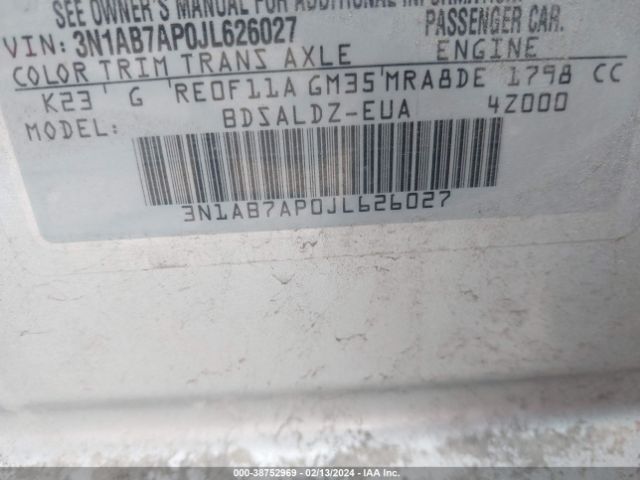 SEE OWNER'S MANUAL FOR ADDITIONAL INFORMATION.
VIN: 3N1AB7AP0JL626027 PASSENGER CAR.
COLOR TRIM TRANS AXLE ENGINE
K23 G RE0F11A GM35 MRA8DE 1798 CC
MODEL: BDSALDZ-EUA 4Z000
3N1AB7AP0JL626027
000-38752969 - 02/13/2024 - IAA Inc.